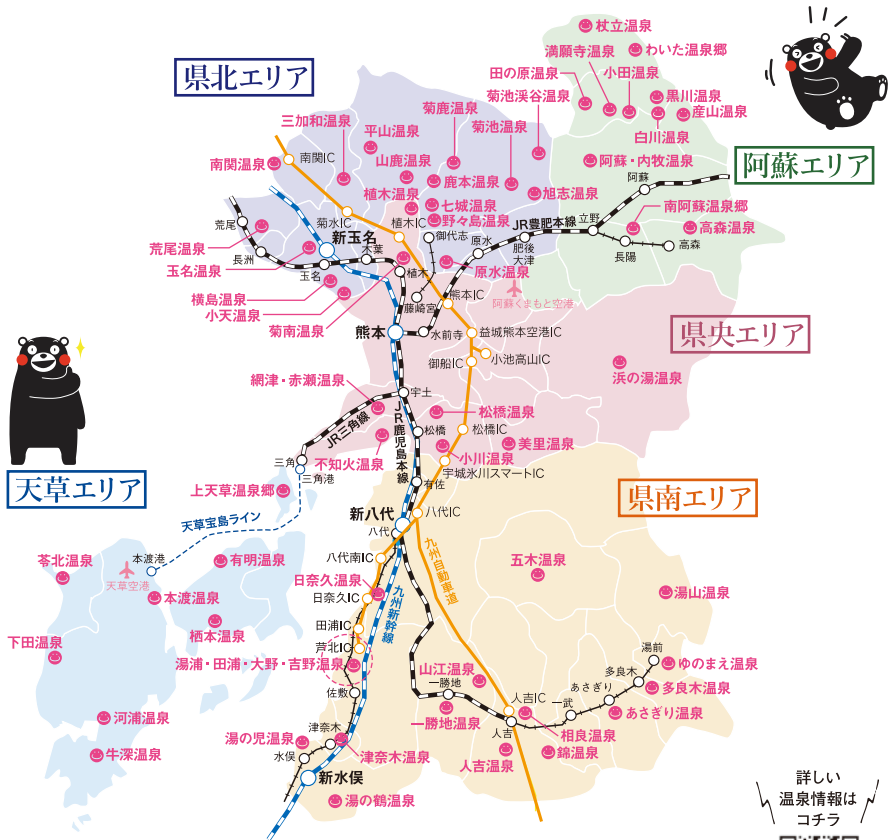 杖立温泉
満願寺温泉
わいた温泉郷
県北エリア
田の原温泉
小田温泉
菊池渓谷温泉
黒川温泉
菊鹿温泉
菊池温泉
産山温泉
三加和温泉
平山温泉
白川温泉
南関IC
南関温泉
山鹿温泉
阿蘇・内牧温泉
阿蘇エリア
鹿本温泉
阿蘇
植木温泉
七城温泉
旭志温泉
荒尾
菊水IC
植木IC
野々島温泉
JR豊肥本線
立野
南阿蘇温泉郷
新玉名
御代志
原水
肥後
大津
高森温泉
荒尾温泉
長洲
木葉
長陽
高森
玉名温泉
玉名
植木
原水温泉
横島温泉
熊本IC
阿蘇くまもと空港
小天温泉
藤崎宮
菊南温泉
熊本
水前寺
益城熊本空港IC
県央エリア
小池高山IC
御船IC
浜の湯温泉
網津・赤瀬温泉
宇土
JR三角線
JR鹿児島本線
松橋温泉
松橋
松橋IC
美里温泉
不知火温泉
小川温泉
三角
三角港
宇城氷川スマートIC
天草エリア
上天草温泉郷
有佐
県南エリア
天草宝島ライン
新八代
八代IC
八代
九州自動車道
苓北温泉
本渡港
天草空港
有明温泉
八代南IC
五木温泉
日奈久温泉
日奈久IC
九州新幹線
湯山温泉
本渡温泉
栖本温泉
田浦IC
下田温泉
芦北IC
湯浦・田浦・大野・吉野温泉
湯前
ゆのまえ温泉
山江温泉
一勝地
多良木
多良木温泉
佐敷
あさぎり
人吉IC
一武
あさぎり温泉
一勝地温泉
相良温泉
河浦温泉
津奈木
人吉
湯の児温泉
津奈木温泉
錦温泉
牛深温泉
水俣
人吉温泉
新水俣
湯の鶴温泉
詳しい
温泉情報は
コチラ